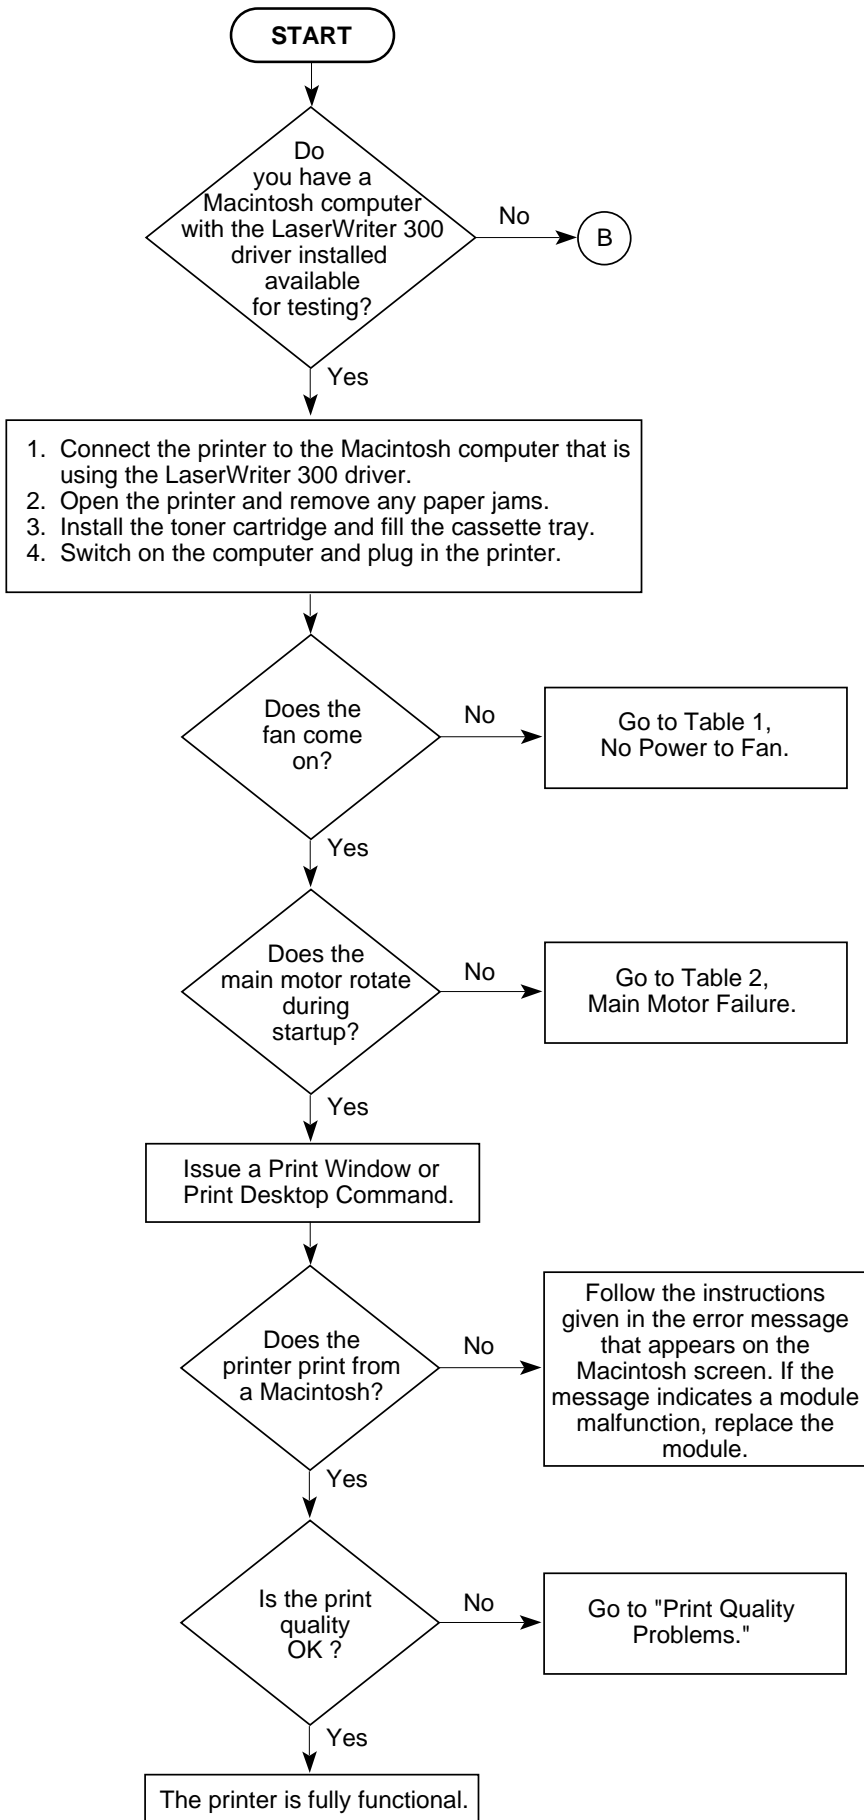 START
Do
you have a
Macintosh computer
with the LaserWriter 300
driver installed
available
for testing?
No
B
Yes
1. Connect the printer to the Macintosh computer that is
using the LaserWriter 300 driver.
2. Open the printer and remove any paper jams.
3. Install the toner cartridge and fill the cassette tray.
4. Switch on the computer and plug in the printer.
Does the
fan come
on?
No
Go to Table 1,
No Power to Fan.
Yes
Does the
main motor rotate
during
startup?
No
Go to Table 2,
Main Motor Failure.
Yes
Issue a Print Window or
Print Desktop Command.
Does the
printer print from
a Macintosh?
No
Follow the instructions
given in the error message
that appears on the
Macintosh screen. If the
message indicates a module
malfunction, replace the
module.
Yes
Is the print
quality
OK ?
No
Go to "Print Quality
Problems."
Yes
The printer is fully functional.